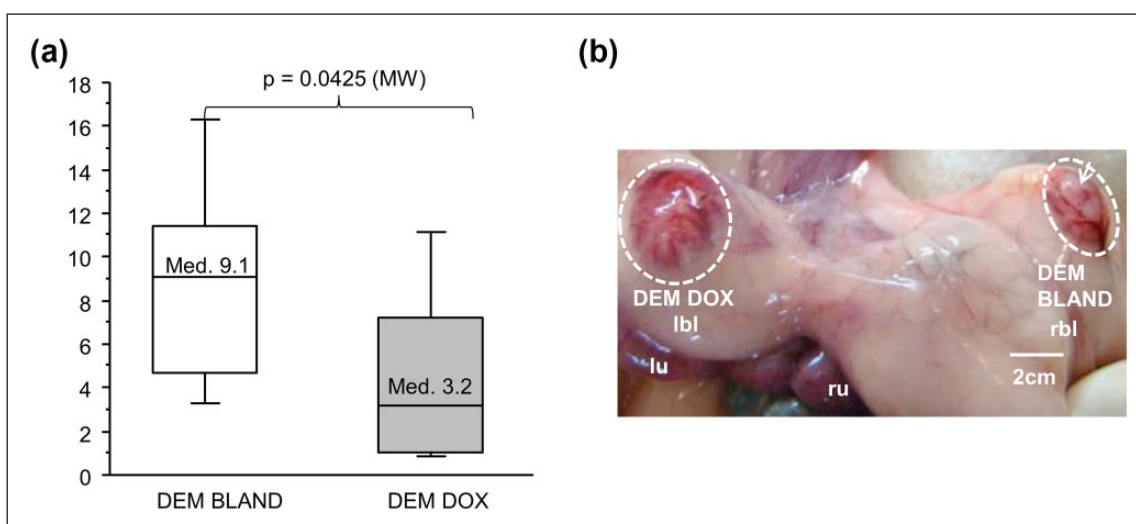 (a)
p = 0.0425 (MW)
18
16
14
12
10
8
6
4
2
0
Med. 9.1
Med. 3.2
DEM BLAND
DEM DOX
(b)
DEM DOX
lbl
DEM
BLAND
rbl
lu
ru
2cm